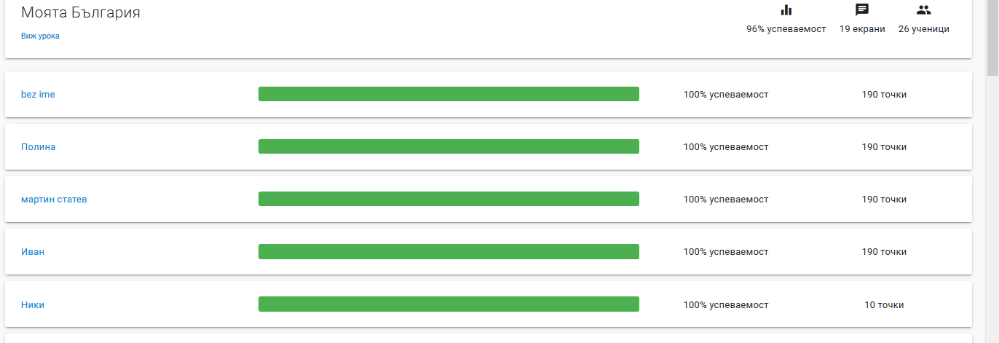 Моята България
Виж урока
96% успеваемост 19 екрани 26 ученици
bez ime 100% успеваемост 190 точки
Полина 100% успеваемост 190 точки
мартин статев 100% успеваемост 190 точки
Иван 100% успеваемост 190 точки
Ники 100% успеваемост 10 точки